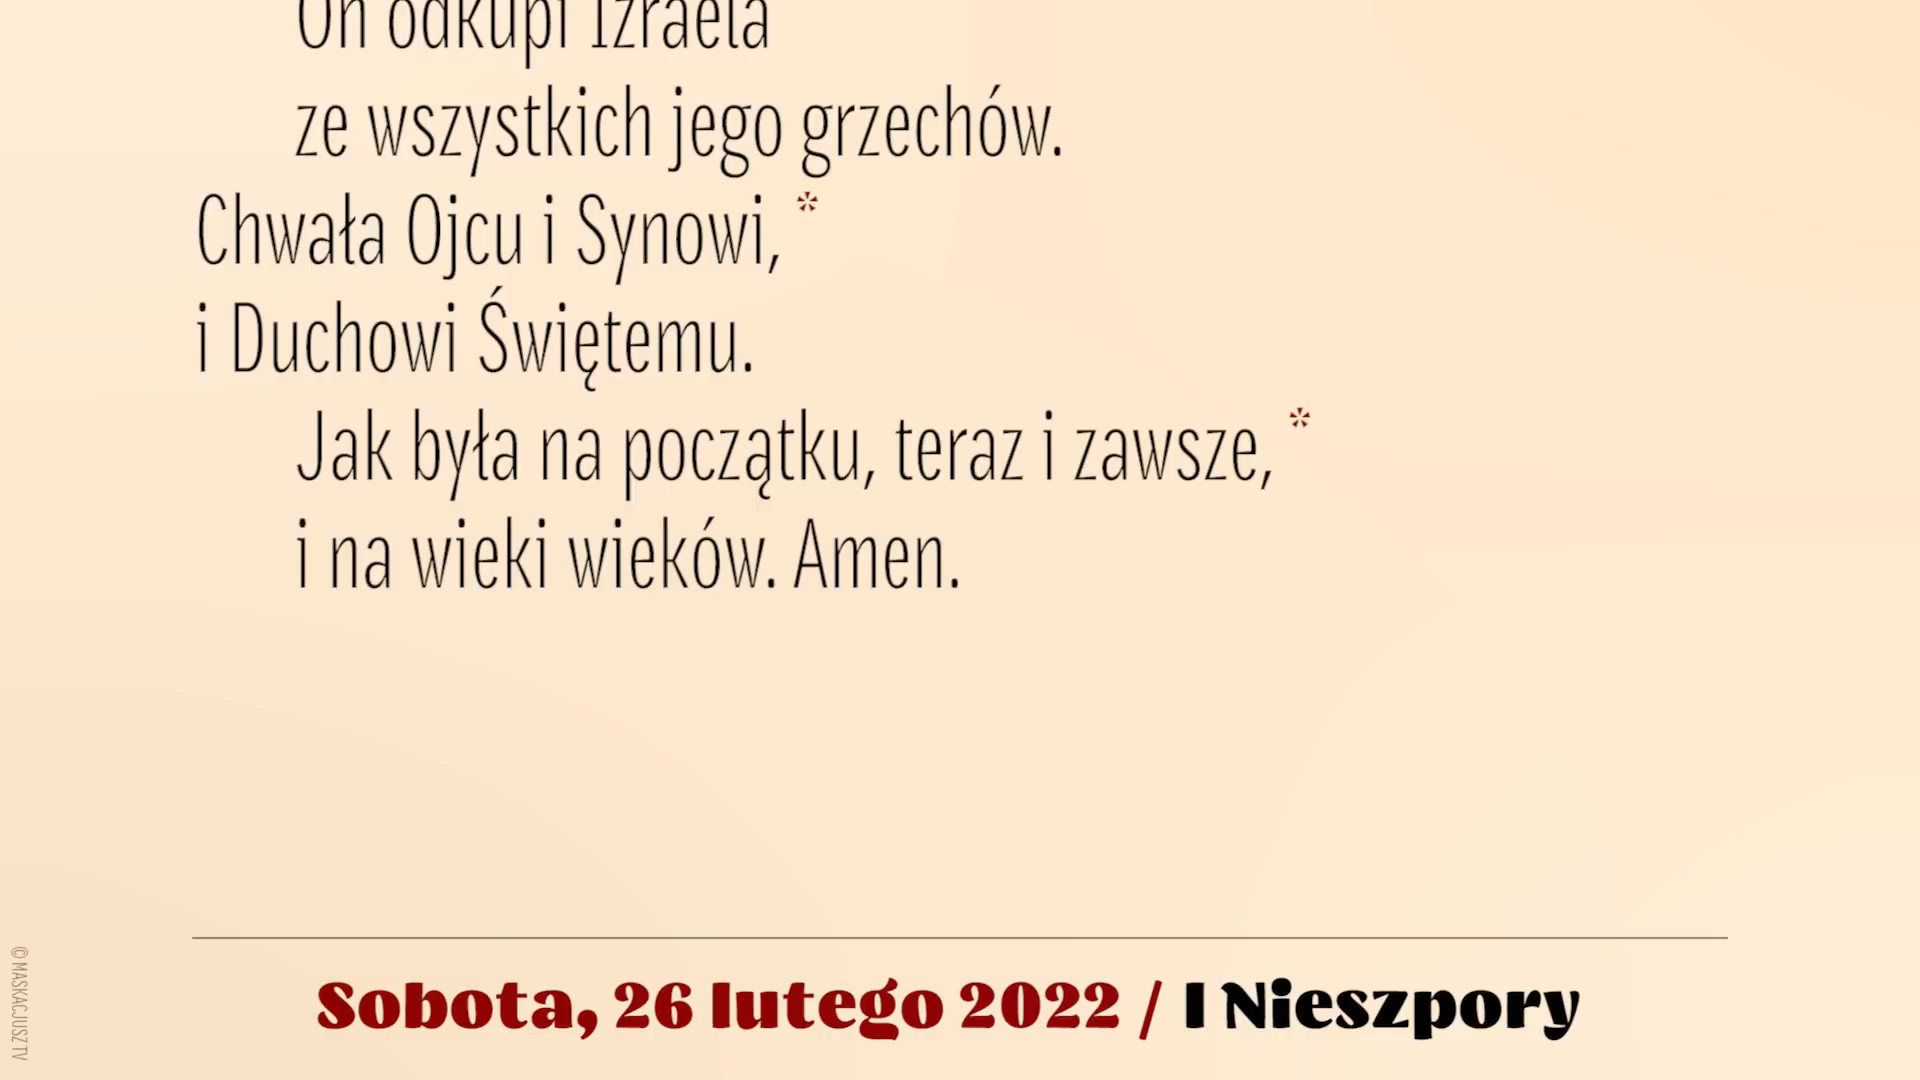 On odkupi Izraela
ze wszystkich jego grzechów.
Chwała Ojcu i Synowi, *
i Duchowi Świętemu.
Jak była na początku, teraz i zawsze, *
i na wieki wieków. Amen.
© MASKACJUSZ TV
Sobota, 26 lutego 2022 / I Nieszpory